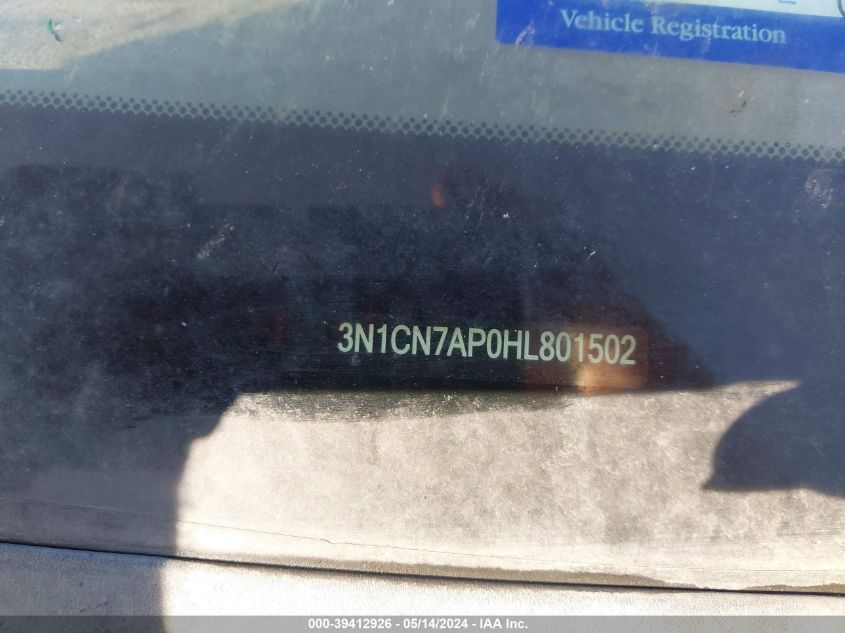 Vehicle Registration
3N1CN7AP0HL801502
000-39412926 - 05/14/2024 - IAA Inc.